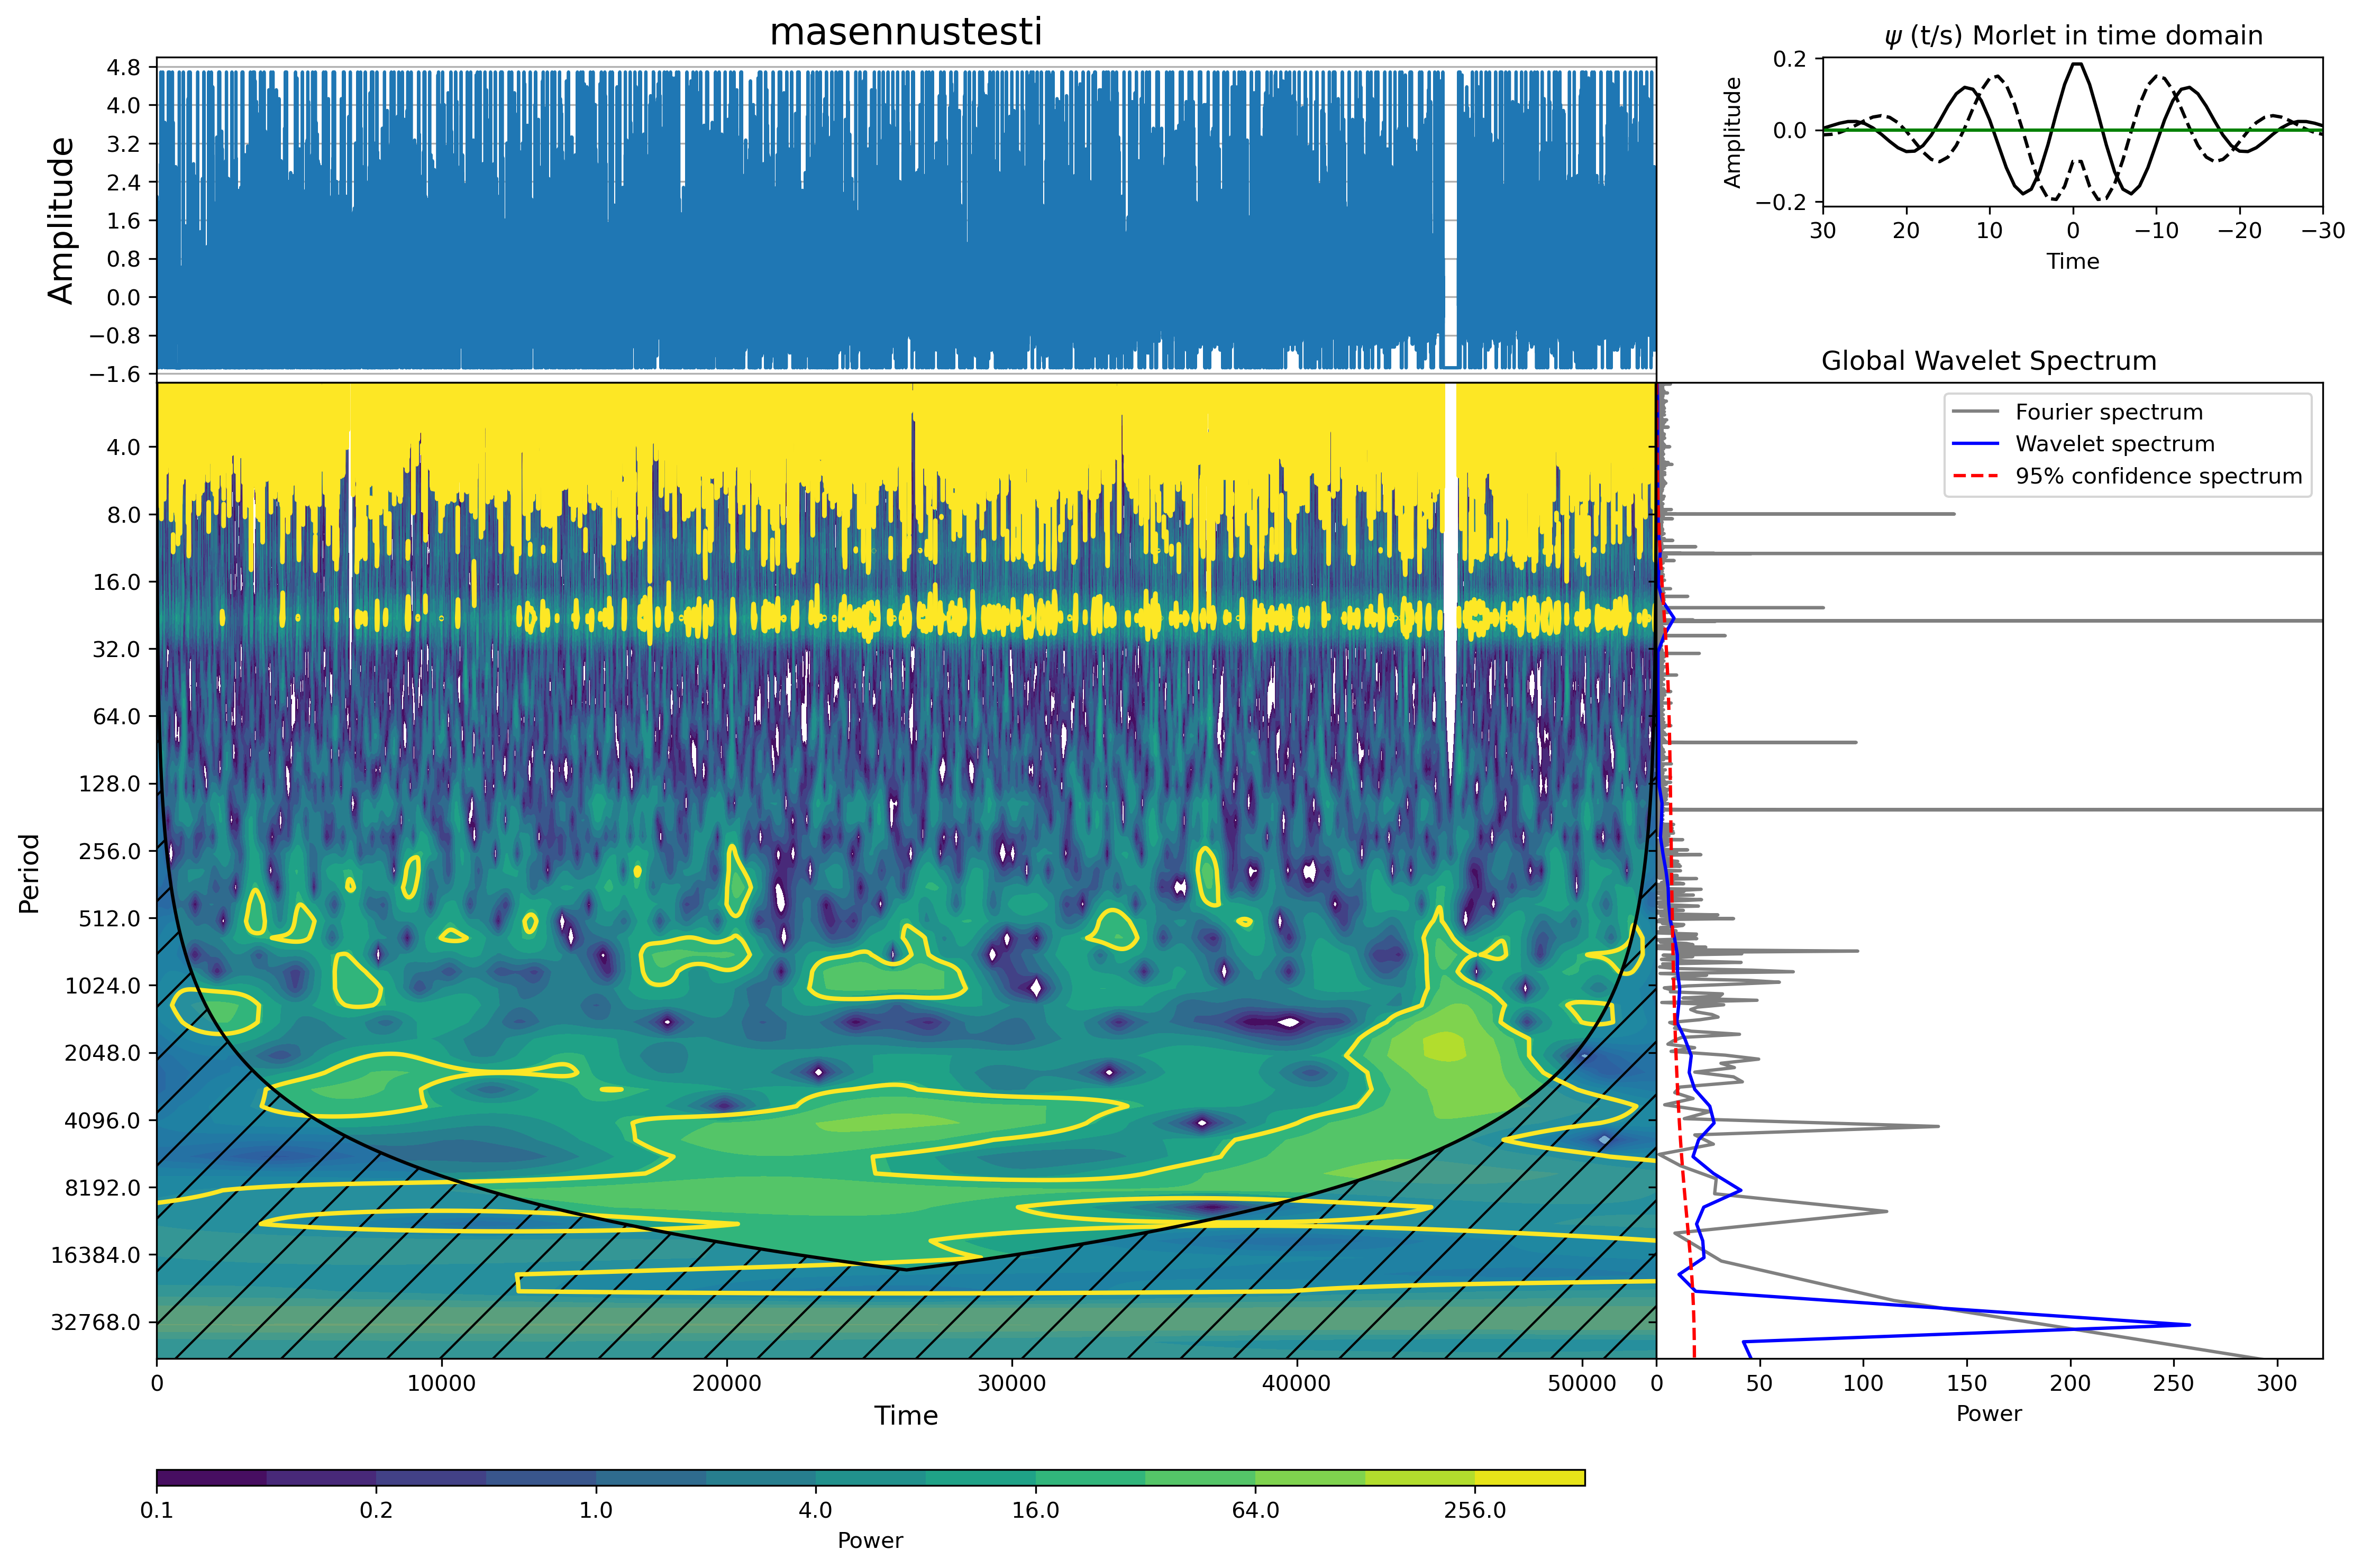 masennustesti
Amplitude
4.8
4.0
3.2
2.4
1.6
0.8
0.0
−0.8
−1.6
ψ (t/s) Morlet in time domain
Amplitude
0.2
0.0
−0.2
30 20 10 0 −10 −20 −30
Time
Global Wavelet Spectrum
Fourier spectrum
Wavelet spectrum
95% confidence spectrum
Period
4.0
8.0
16.0
32.0
64.0
128.0
256.0
512.0
1024.0
2048.0
4096.0
8192.0
16384.0
32768.0
0 10000 20000 30000 40000 50000
Time
0 50 100 150 200 250 300
Power
0.1 0.2 1.0 4.0 16.0 64.0 256.0
Power